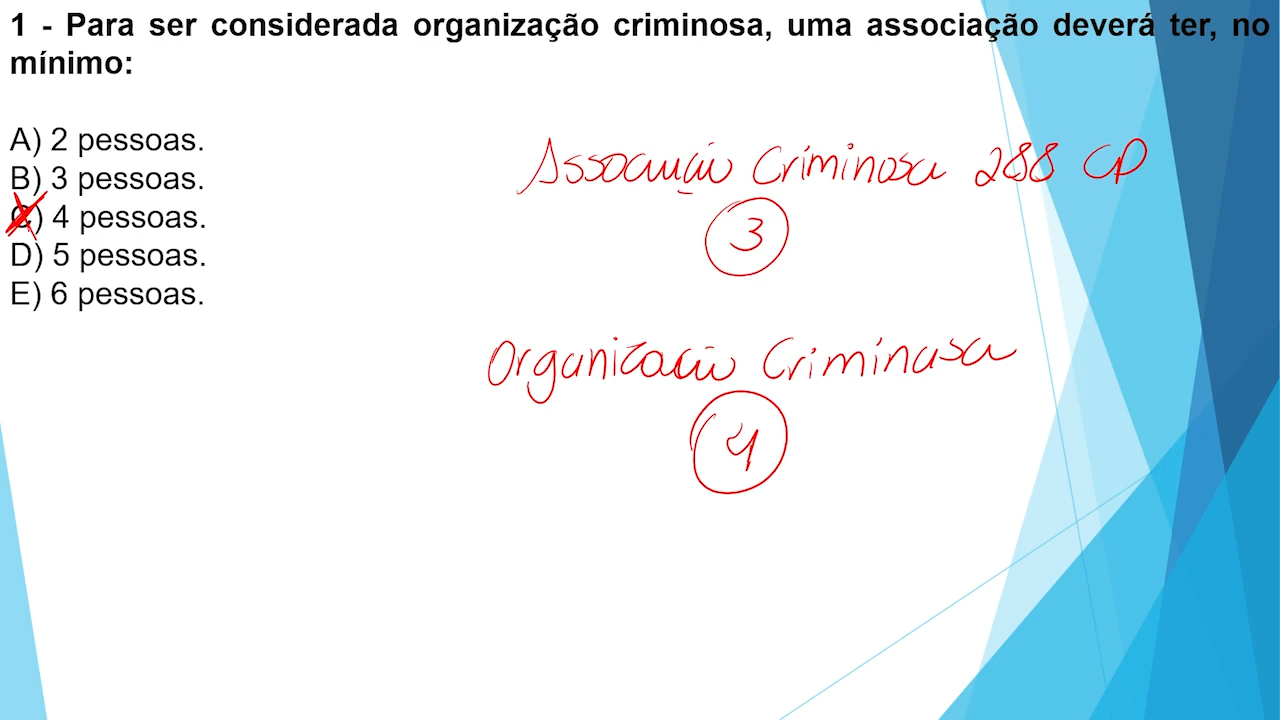 1 - Para ser considerada organização criminosa, uma associação deverá ter, no
mínimo:
A) 2 pessoas.
B) 3 pessoas.
C) 4 pessoas.
D) 5 pessoas.
E) 6 pessoas.
Associação Criminosa 288 CP
3
Organização Criminosa
4